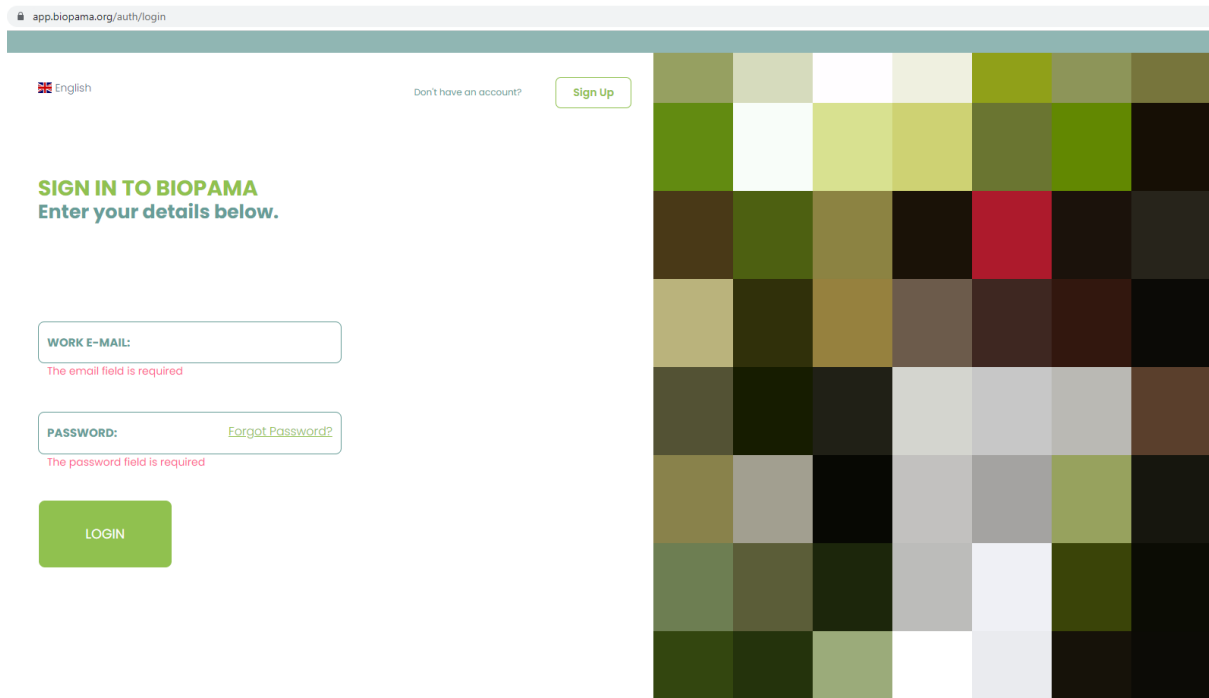 app.biopama.org/auth/login
English
Don't have an account?
Sign Up
SIGN IN TO BIOPAMA
Enter your details below.
WORK E-MAIL:
The email field is required
PASSWORD:
Forgot Password?
The password field is required
LOGIN